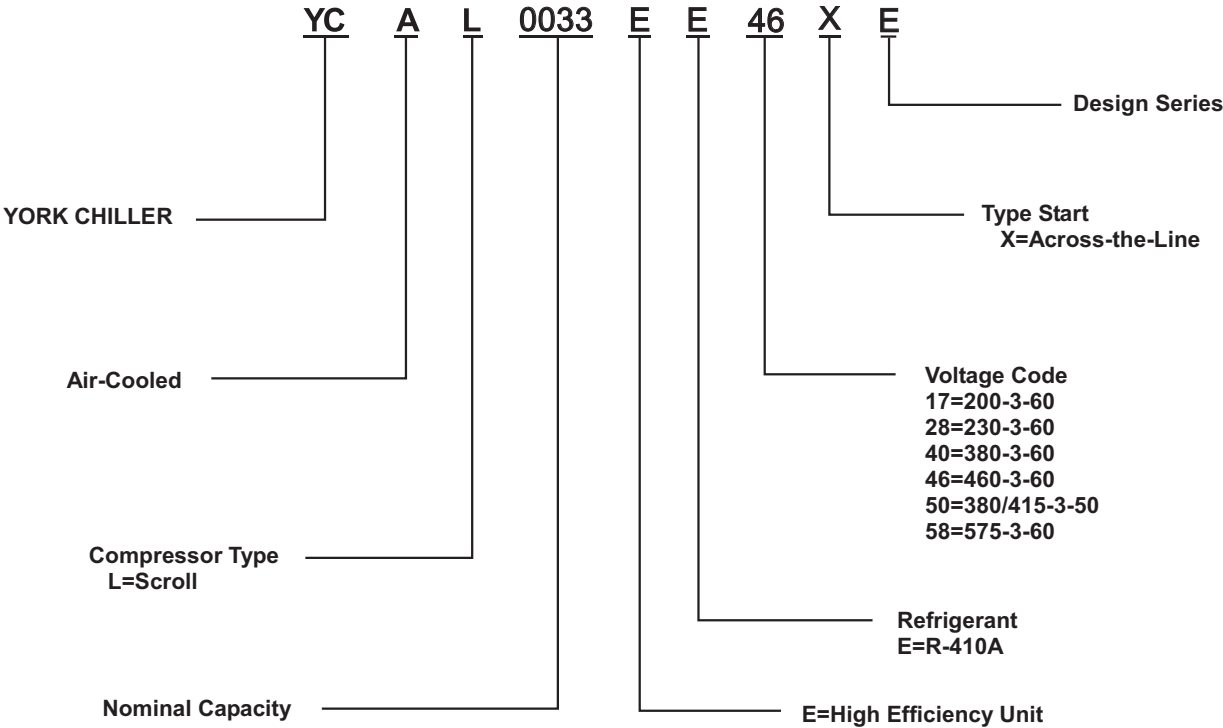 YC A L 0033 E E 46 X E
Design Series
YORK CHILLER
Type Start
X=Across-the-Line
Air-Cooled
Voltage Code
17=200-3-60
28=230-3-60
40=380-3-60
46=460-3-60
50=380/415-3-50
58=575-3-60
Compressor Type
L=Scroll
Refrigerant
E=R-410A
Nominal Capacity
E=High Efficiency Unit